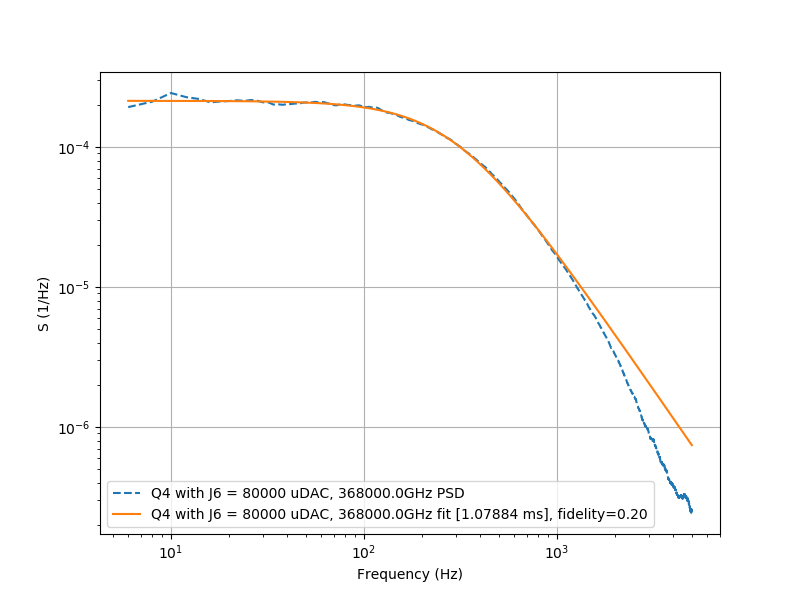 10⁻⁴
10⁻⁵
10⁻⁶
S (1/Hz)
Q4 with J6 = 80000 uDAC, 368000.0GHz PSD
Q4 with J6 = 80000 uDAC, 368000.0GHz fit [1.07884 ms], fidelity=0.20
10¹ 10² 10³
Frequency (Hz)